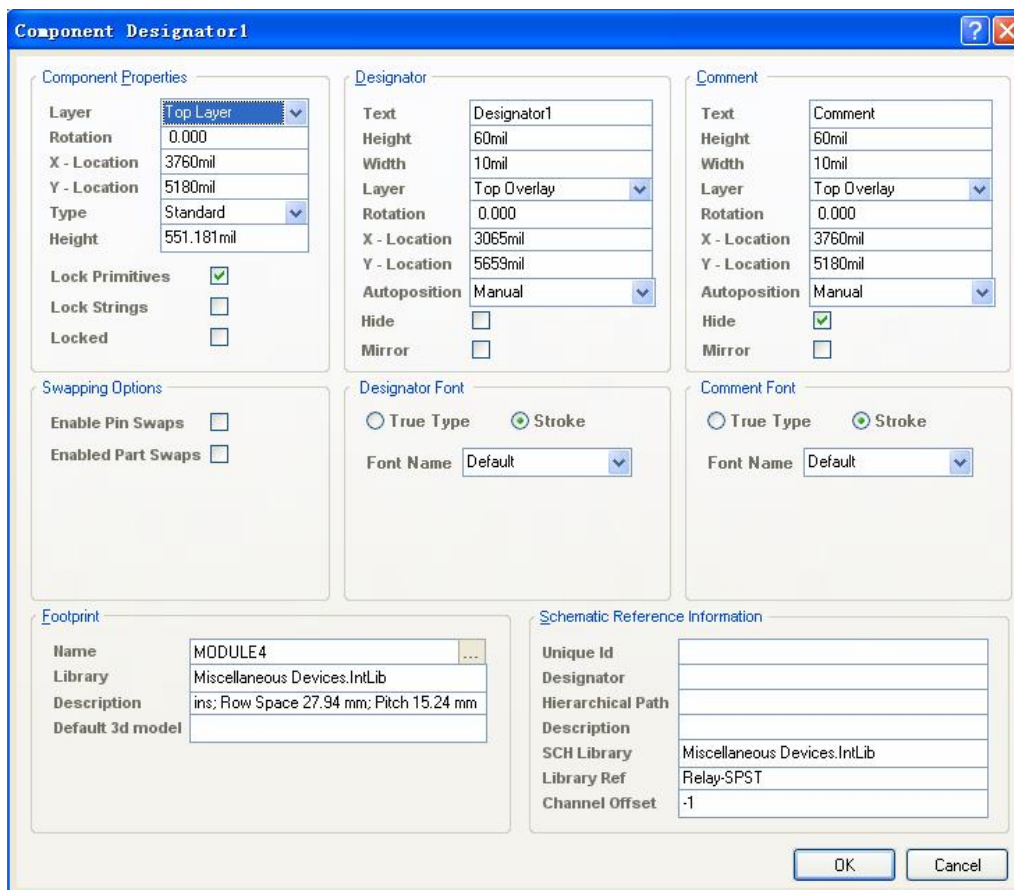 Component Designator1
Component Properties
Layer Top Layer
Rotation 0.000
X - Location 3760mil
Y - Location 5180mil
Type Standard
Height 551.181mil
Lock Primitives
Lock Strings
Locked
Designator
Text Designator1
Height 60mil
Width 10mil
Layer Top Overlay
Rotation 0.000
X - Location 3065mil
Y - Location 5659mil
Autoposition Manual
Hide
Mirror
Comment
Text Comment
Height 60mil
Width 10mil
Layer Top Overlay
Rotation 0.000
X - Location 3760mil
Y - Location 5180mil
Autoposition Manual
Hide
Mirror
Swapping Options
Enable Pin Swaps
Enabled Part Swaps
Designator Font
True Type Stroke
Font Name Default
Comment Font
True Type Stroke
Font Name Default
Footprint
Name MODULE4 ...
Library Miscellaneous Devices.IntLib
Description ins; Row Space 27.94 mm; Pitch 15.24 mm
Default 3d model
Schematic Reference Information
Unique Id
Designator
Hierarchical Path
Description
SCH Library Miscellaneous Devices.IntLib
Library Ref Relay-SPST
Channel Offset -1
OK Cancel